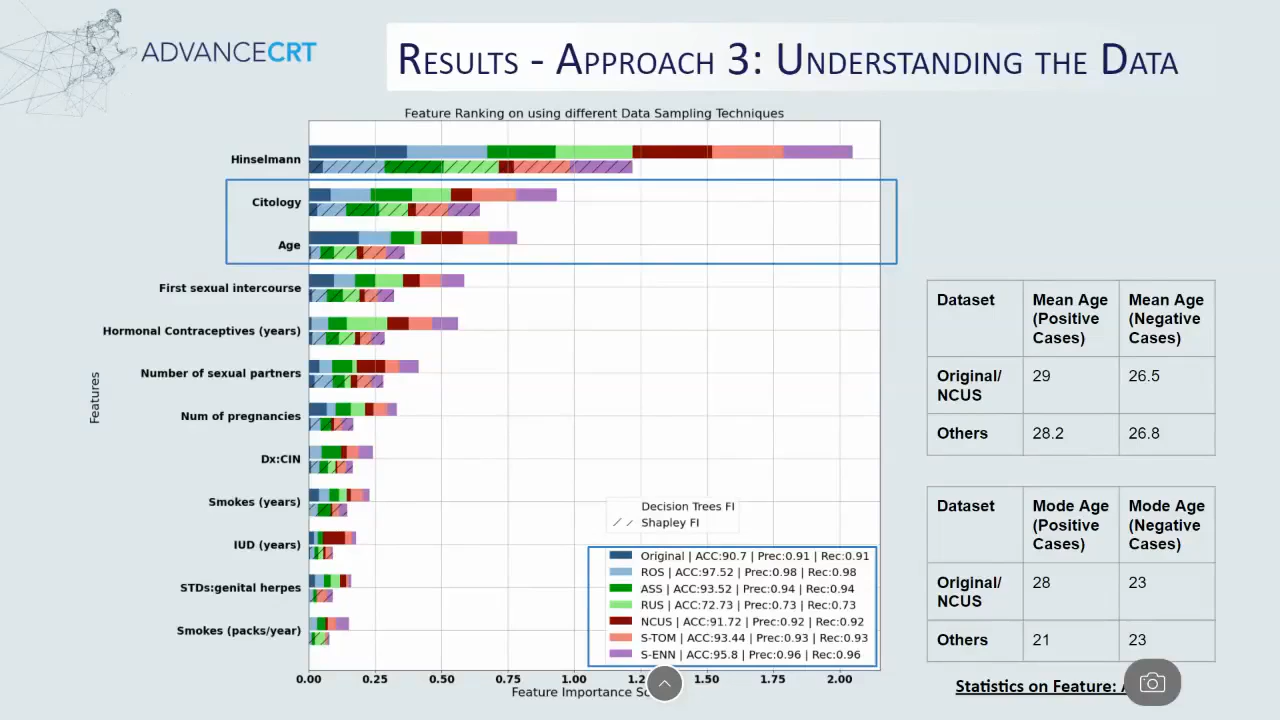 ADVANCECRT
RESULTS - APPROACH 3: UNDERSTANDING THE DATA
Feature Ranking on using different Data Sampling Techniques
Features
Hinselmann
Citology
Age
First sexual intercourse
Hormonal Contraceptives (years)
Number of sexual partners
Num of pregnancies
Dx:CIN
Smokes (years)
IUD (years)
STDs:genital herpes
Smokes (packs/year)
Decision Trees FI
Shapley FI
Original | ACC:90.7 | Prec:0.91 | Rec:0.91
ROS | ACC:97.52 | Prec:0.98 | Rec:0.98
ASS | ACC:93.52 | Prec:0.94 | Rec:0.94
RUS | ACC:72.73 | Prec:0.73 | Rec:0.73
NCUS | ACC:91.72 | Prec:0.92 | Rec:0.92
S-TOM | ACC:93.44 | Prec:0.93 | Rec:0.93
S-ENN | ACC:95.8 | Prec:0.96 | Rec:0.96
0.00 0.25 0.50 0.75 1.00 1.50 1.75 2.00
Feature Importance
Dataset Mean Age (Positive Cases) Mean Age (Negative Cases)
Original/NCUS 29 26.5
Others 28.2 26.8
Dataset Mode Age (Positive Cases) Mode Age (Negative Cases)
Original/NCUS 28 23
Others 21 23
Statistics on Feature: